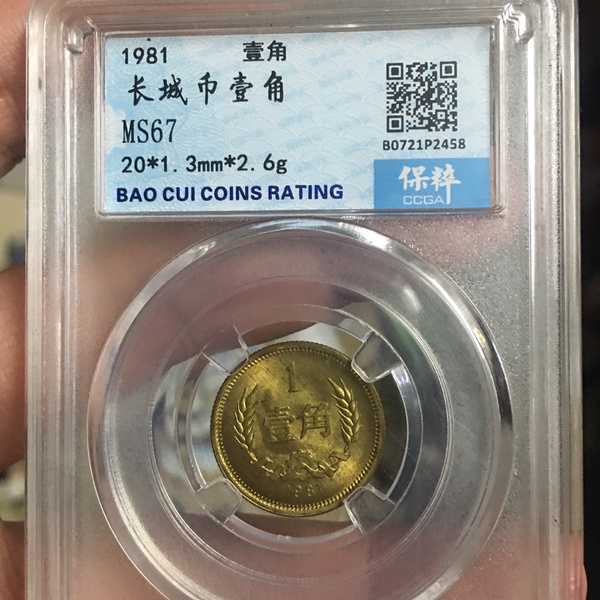 1981 壹角
长城币壹角
MS67
20*1.3mm*2.6g
BAO CUI COINS RATING
B0721P2458
保粹
CCGA
1
壹角